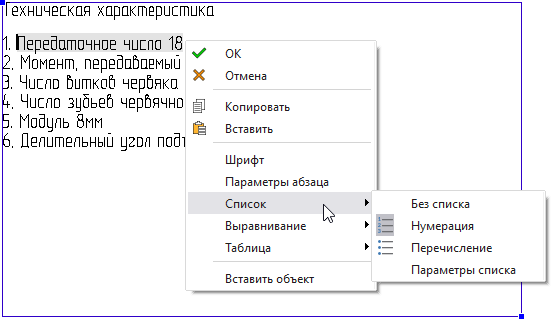 Техническая характеристика
1. Передаточное число 18
2. Момент, передаваемый
3. Число витков червяка
4. Число зубьев червячно
5. Модуль 8мм
6. Делительный угол
ОК
Отмена
Копировать
Вставить
Шрифт
Параметры абзаца
Список
Выравнивание
Таблица
Вставить объект
Без списка
Нумерация
Перечисление
Параметры списка